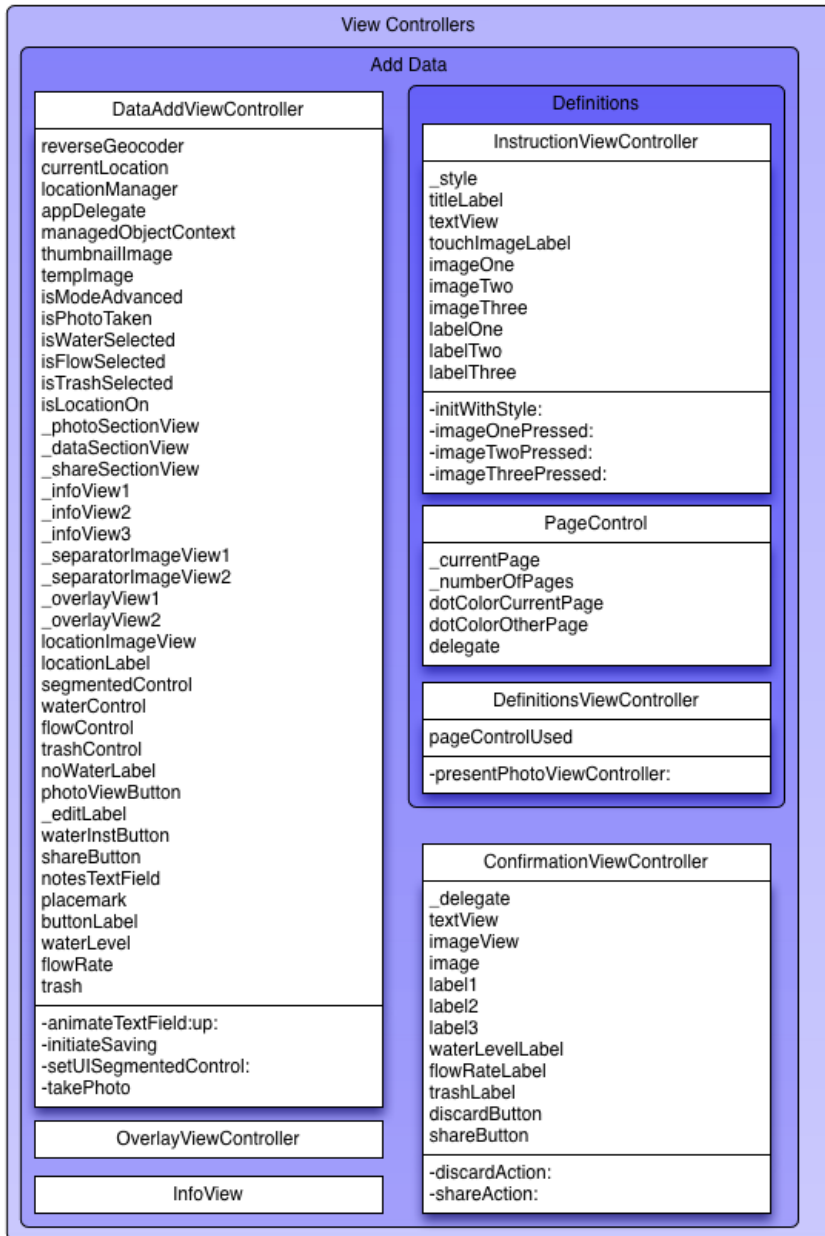 View Controllers
Add Data
DataAddViewController
reverseGeocoder
currentLocation
locationManager
appDelegate
managedObjectContext
thumbnailImage
tempImage
isModeAdvanced
isPhotoTaken
isWaterSelected
isFlowSelected
isTrashSelected
isLocationOn
_photoSectionView
_dataSectionView
_shareSectionView
_infoView1
_infoView2
_infoView3
_separatorImageView1
_separatorImageView2
_overlayView1
_overlayView2
locationImageView
locationLabel
segmentedControl
waterControl
flowControl
trashControl
noWaterLabel
photoViewButton
_editLabel
waterInstButton
shareButton
notesTextField
placemark
buttonLabel
waterLevel
flowRate
trash
-animateTextField:up:
-initiateSaving
-setUISegmentedControl:
-takePhoto
OverlayViewController
InfoView
Definitions
InstructionViewController
_style
titleLabel
textView
touchImageLabel
imageOne
imageTwo
imageThree
labelOne
labelTwo
labelThree
-initWithStyle:
-imageOnePressed:
-imageTwoPressed:
-imageThreePressed:
PageControl
_currentPage
_numberOfPages
dotColorCurrentPage
dotColorOtherPage
delegate
DefinitionsViewController
pageControlUsed
-presentPhotoViewController:
ConfirmationViewController
_delegate
textView
imageView
image
label1
label2
label3
waterLevelLabel
flowRateLabel
trashLabel
discardButton
shareButton
-discardAction:
-shareAction: